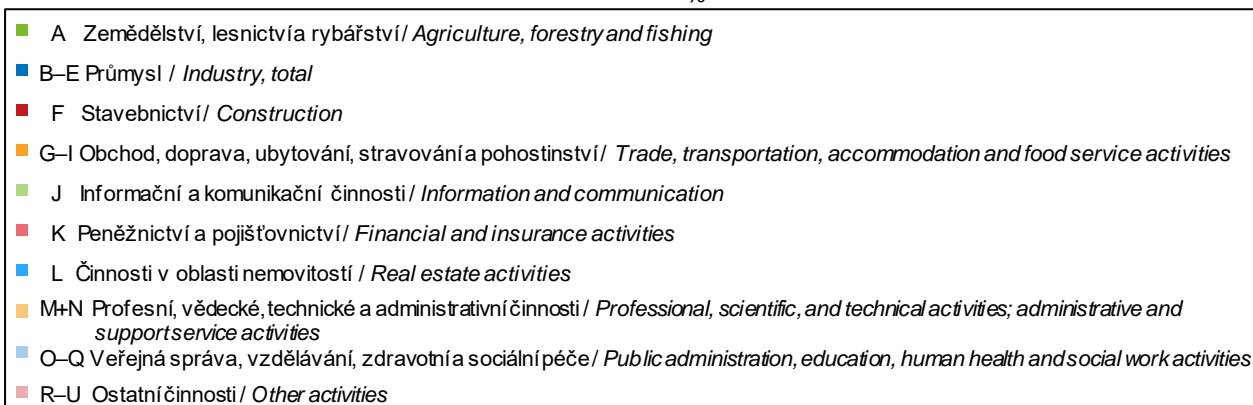 %
A Zemědělství, lesnictví a rybářství / Agriculture, forestry and fishing
B–E Průmysl / Industry, total
F Stavebnictví / Construction
G–I Obchod, doprava, ubytování, stravování a pohostinství / Trade, transportation, accommodation and food service activities
J Informační a komunikační činnosti / Information and communication
K Peněžnictví a pojišťovnictví / Financial and insurance activities
L Činnosti v oblasti nemovitostí / Real estate activities
M+N Profesní, vědecké, technické a administrativní činnosti / Professional, scientific, and technical activities; administrative and
support service activities
O–Q Veřejná správa, vzdělávání, zdravotní a sociální péče / Public administration, education, human health and social work activities
R–U Ostatní činnosti / Other activities